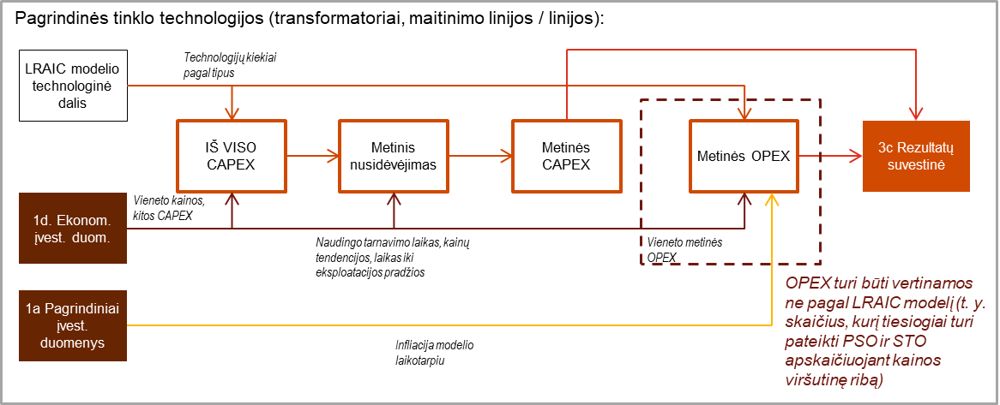 Pagrindinės tinklo technologijos (transformatoriai, maitinimo linijos / linijos):
LRAIC modelio
technologinė
dalis
Technologijų kiekiai
pagal tipus
IŠ VISO
CAPEX
Metinis
nusidėvėjimas
Metinės
CAPEX
Metinės OPEX
3c Rezultatų
suvestinė
1d. Ekonom.
įvest. duom.
Vieneto kainos,
kitos CAPEX
Naudingo tarnavimo laikas, kainų
tendencijos, laikas iki
eksploatacijos pradžios
Vieneto metinės
OPEX
1a Pagrindiniai
įvest.
duomenys
Infliacija modelio
laikotarpiu
OPEX turi būti vertinamos
ne pagal LRAIC modelį (t. y.
skaičius, kurį tiesiogiai turi
pateikti PSO ir STO
apskaičiuojant kainos
viršutinę ribą)